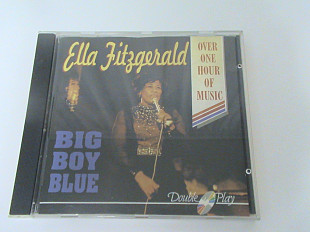 Ella Fitzgerald
OVER
ONE
HOUR
OF
MUSIC
BIG
BOY
BLUE
Double Play